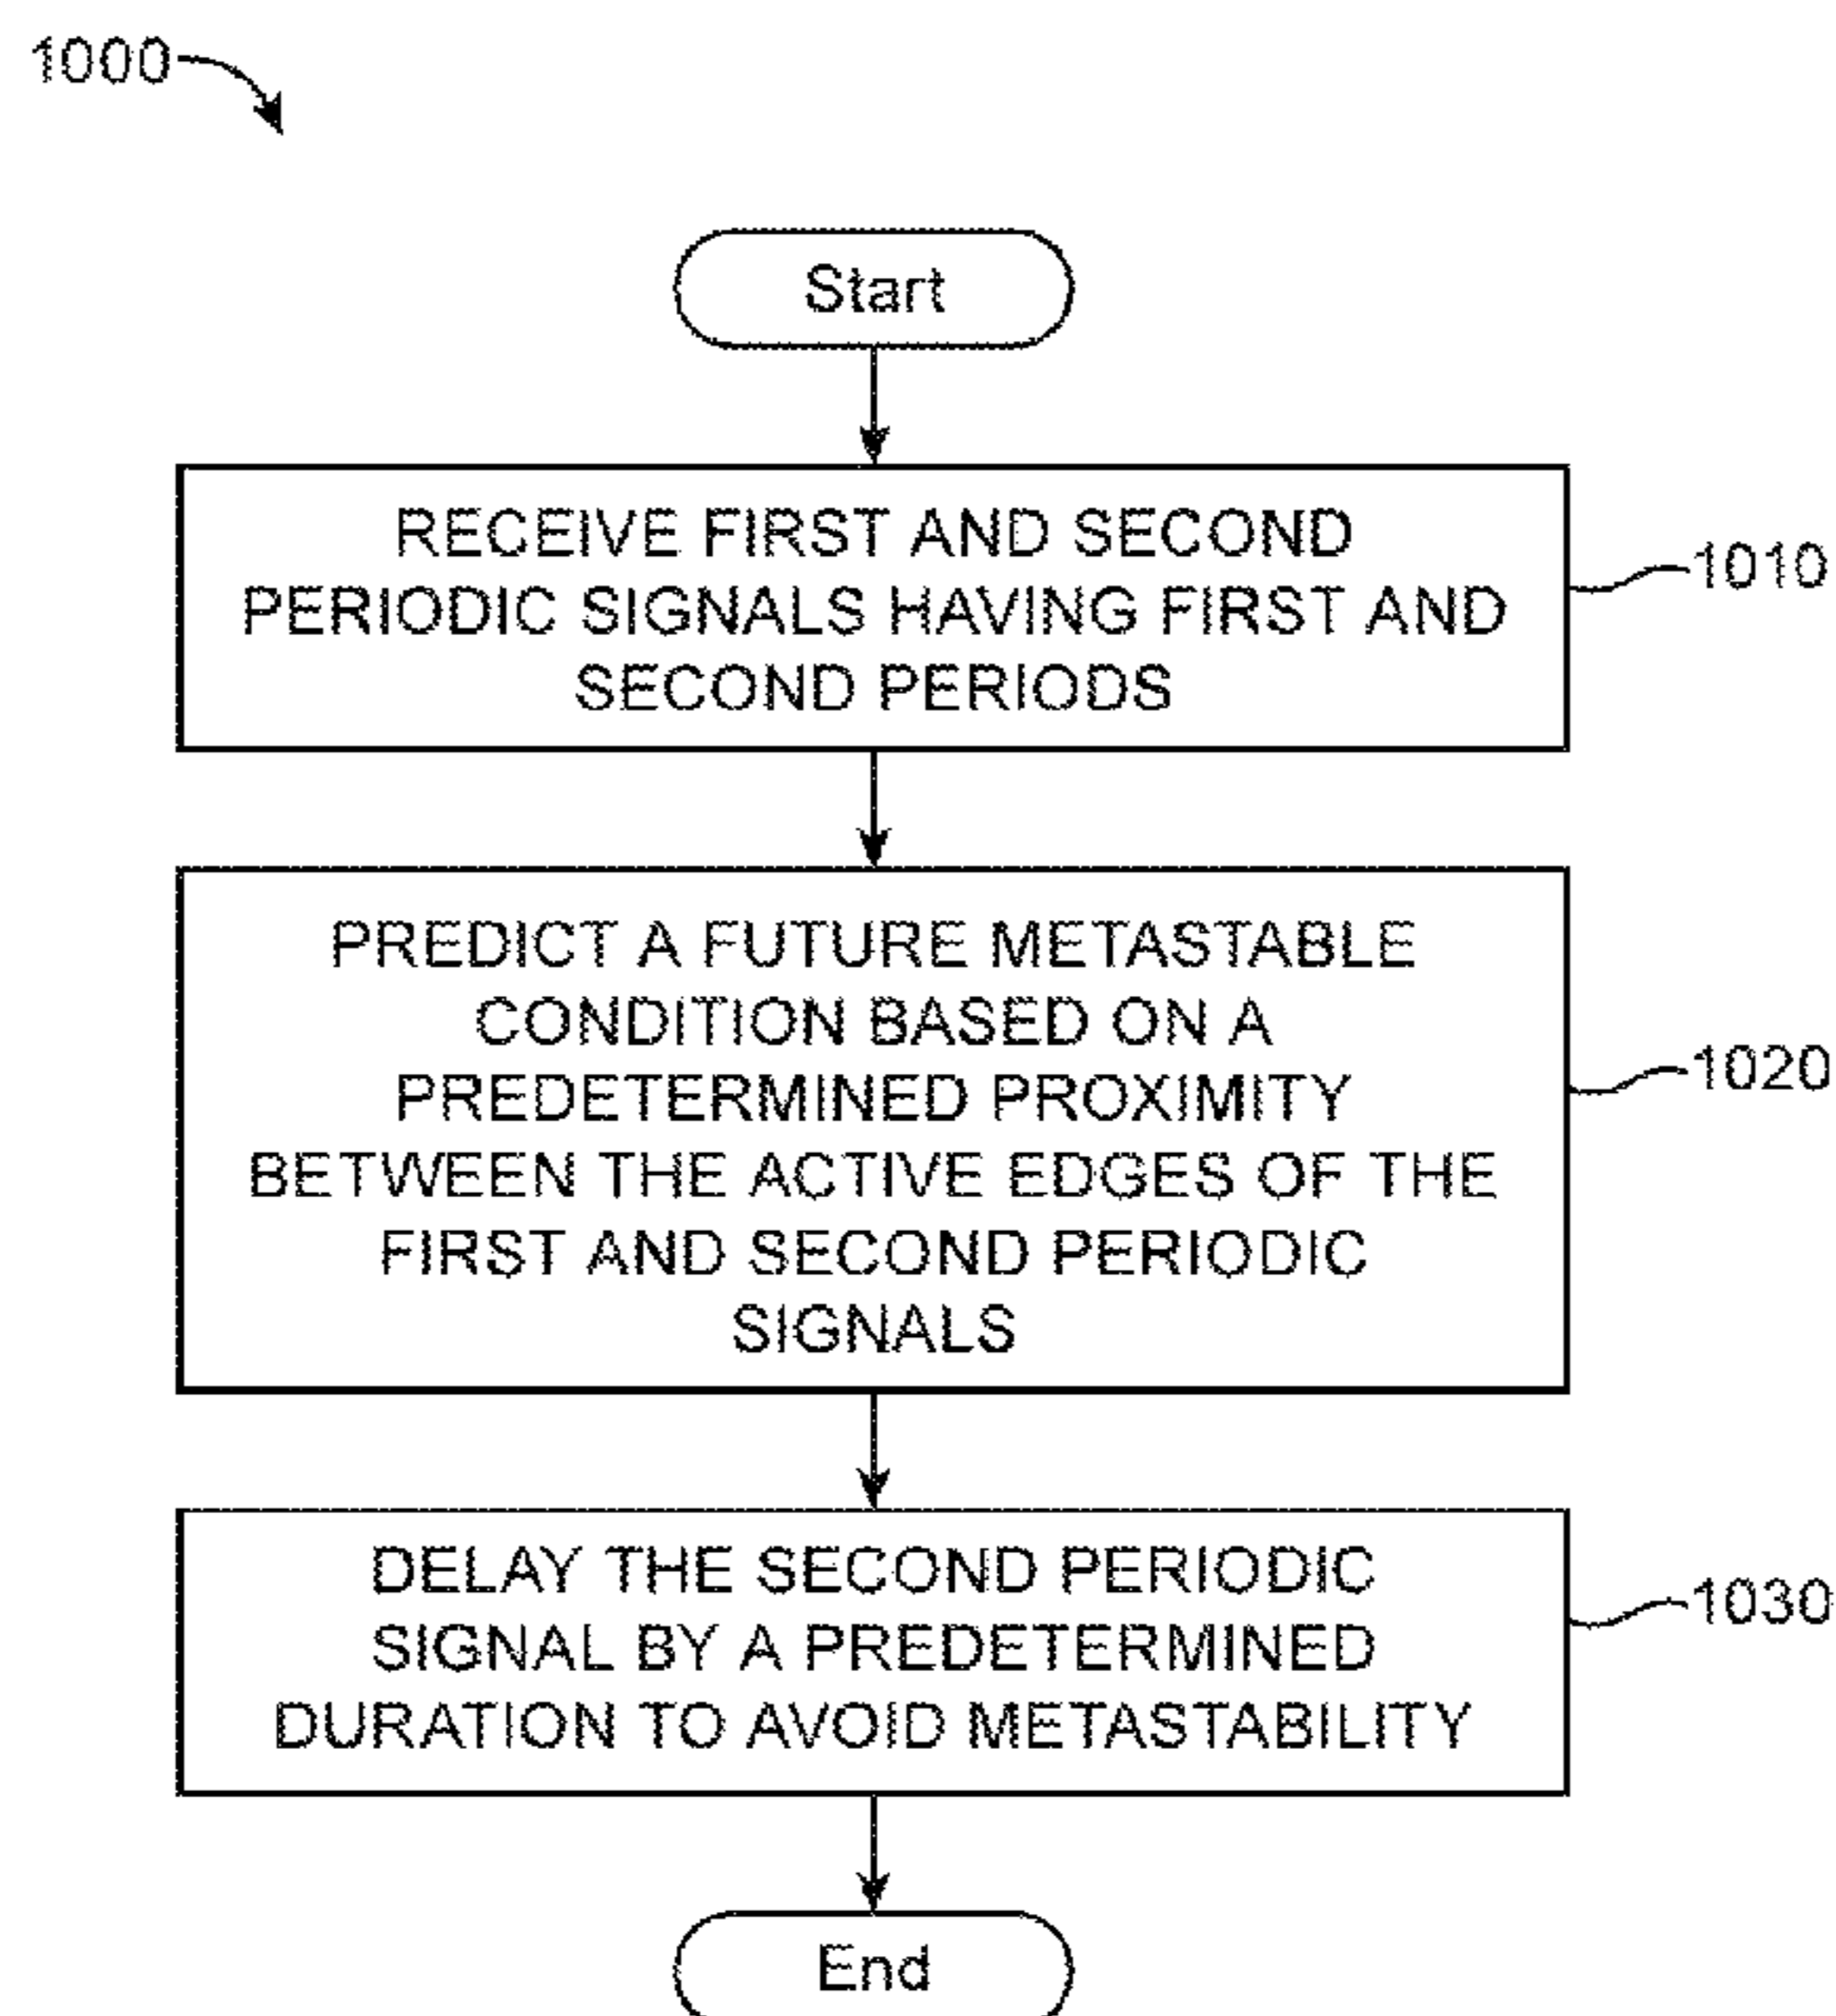 1000
Start
RECEIVE FIRST AND SECOND
PERIODIC SIGNALS HAVING FIRST AND
SECOND PERIODS
1010
PREDICT A FUTURE METASTABLE
CONDITION BASED ON A
PREDETERMINED PROXIMITY
BETWEEN THE ACTIVE EDGES OF THE
FIRST AND SECOND PERIODIC
SIGNALS
1020
DELAY THE SECOND PERIODIC
SIGNAL BY A PREDETERMINED
DURATION TO AVOID METASTABILITY
1030
End